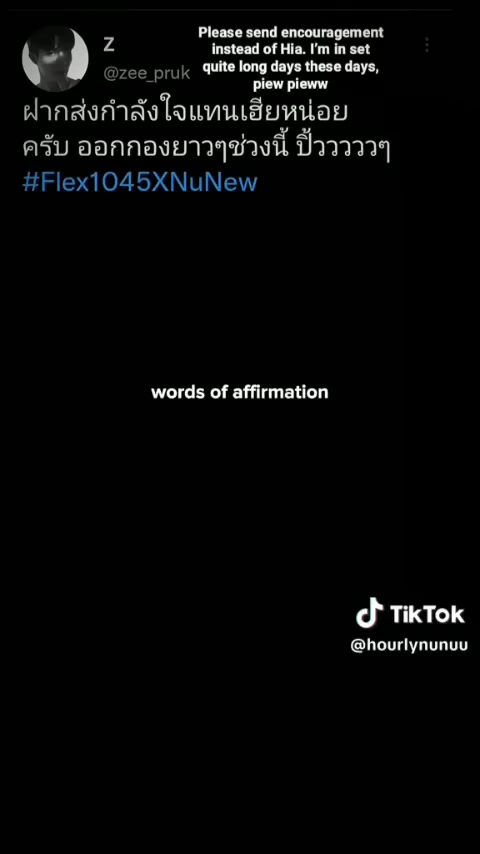 Z
@zee_pruk
Please send encouragement
instead of Hia. I'm in set
quite long days these days,
piew pieww
ฝากส่งกำลังใจแทนเฮียหน่อย
ครับ ออกกองยาวๆช่วงนี้ ปิ้วววววๆ
#Flex1045XNuNew
words of affirmation
TikTok
@hourlynunuu